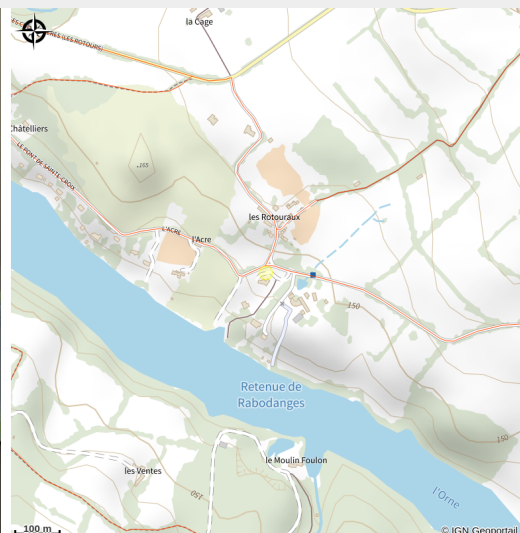 la Cage
RES (LES ROTOURS)
Châtelliers
.165
LE PONT DE SAINTE-CROIX
les Rotouraux
L'ACRE
l'Acre
150
Retenue de
Rabodanges
150
le Moulin Foulon
les Ventes
150
l'Orne
100 m
© IGN Geoportail